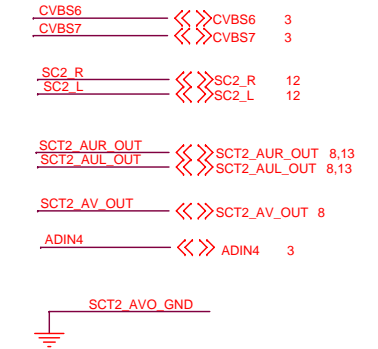 CVBS6 CVBS6 3
CVBS7 CVBS7 3
SC2_R SC2_R 12
SC2_L SC2_L 12
SCT2_AUR_OUT SCT2_AUR_OUT 8,13
SCT2_AUL_OUT SCT2_AUL_OUT 8,13
SCT2_AV_OUT SCT2_AV_OUT 8
ADIN4 ADIN4 3
SCT2_AVO_GND